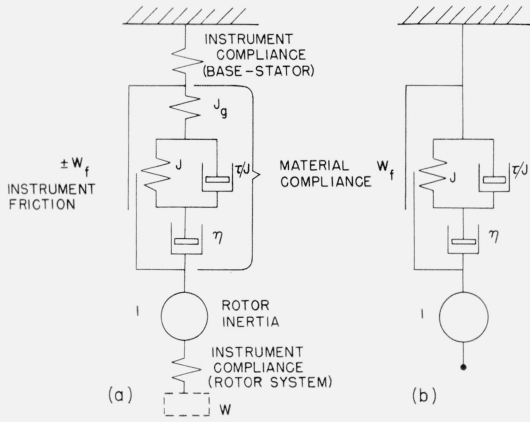 INSTRUMENT
COMPLIANCE
(BASE-STATOR)
J_g
± W_f
INSTRUMENT
FRICTION
J
τ/J
MATERIAL
COMPLIANCE
η
I
ROTOR
INERTIA
INSTRUMENT
COMPLIANCE
(ROTOR SYSTEM)
(a)
W
W_f
J
τ/J
η
I
(b)